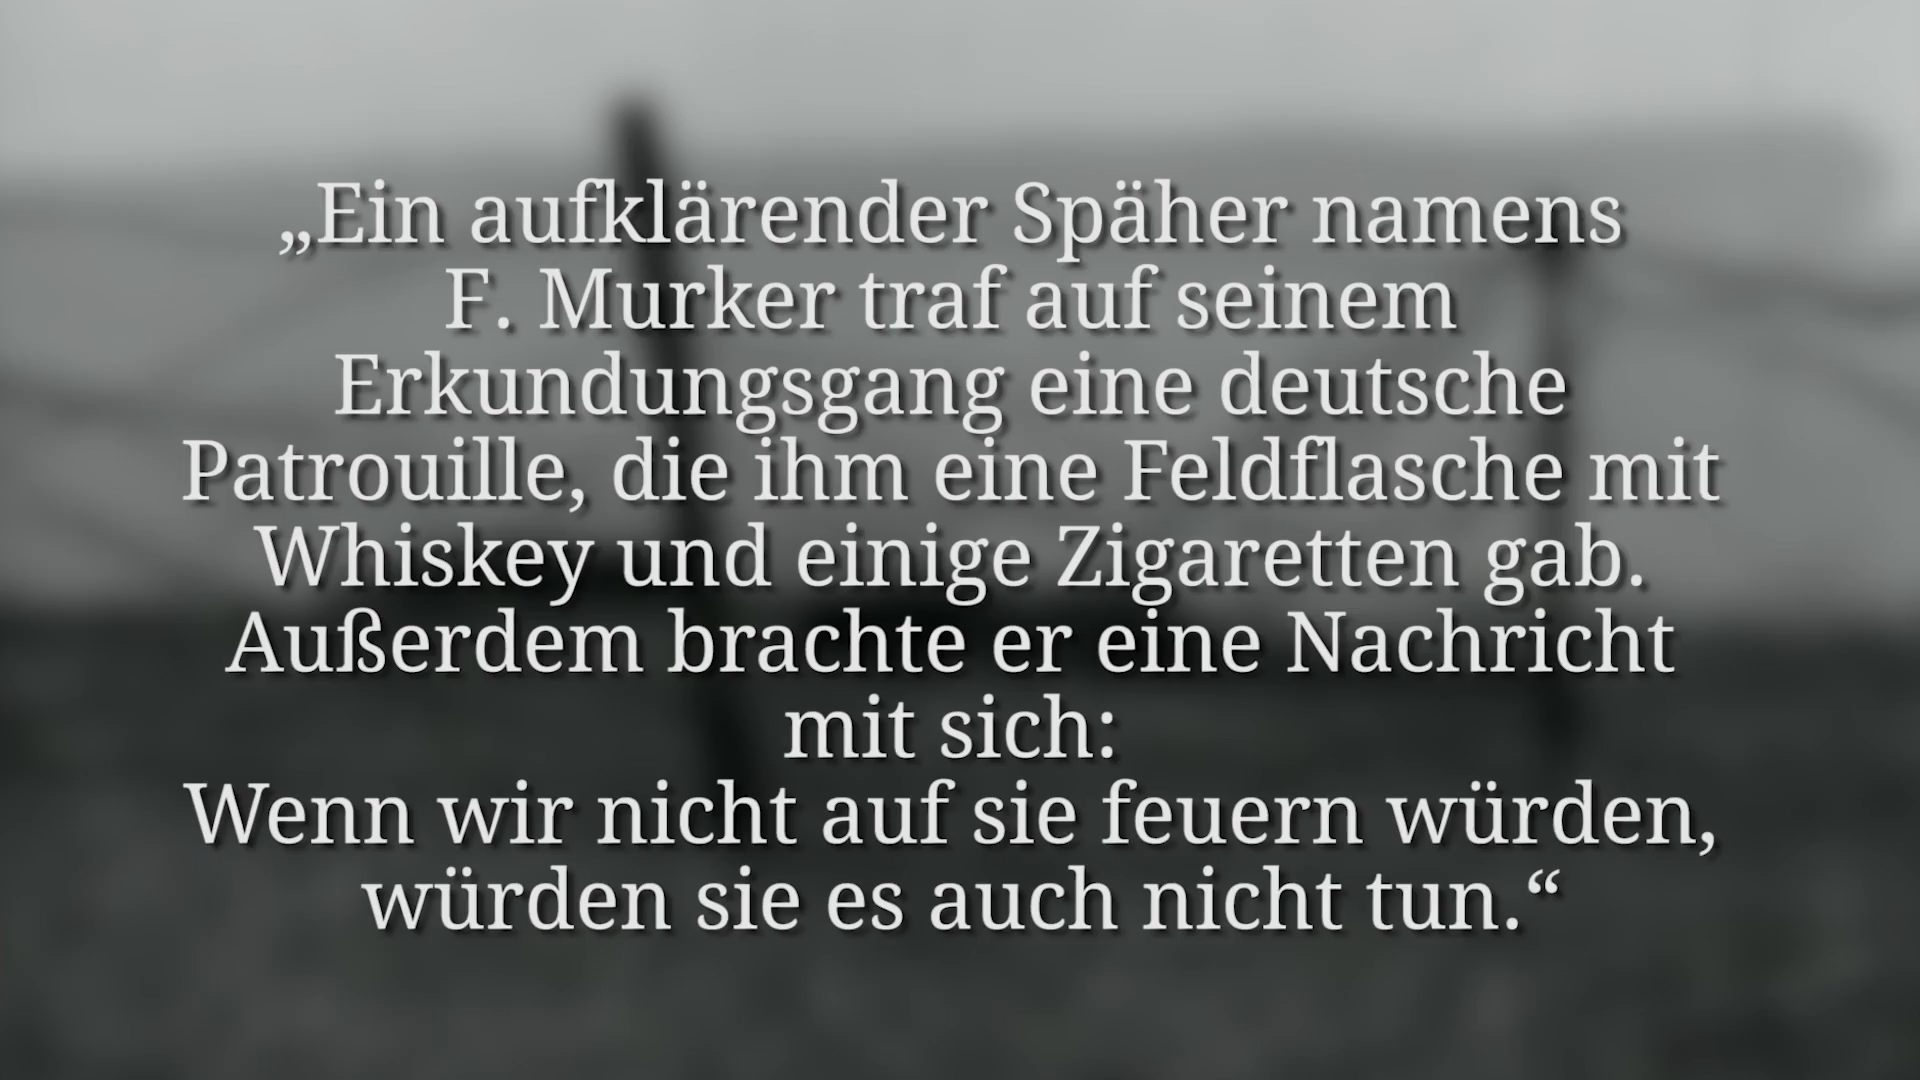 „Ein aufklärender Späher namens
F. Murker traf auf seinem
Erkundungsgang eine deutsche
Patrouille, die ihm eine Feldflasche mit
Whiskey und einige Zigaretten gab.
Außerdem brachte er eine Nachricht
mit sich:
Wenn wir nicht auf sie feuern würden,
würden sie es auch nicht tun.“